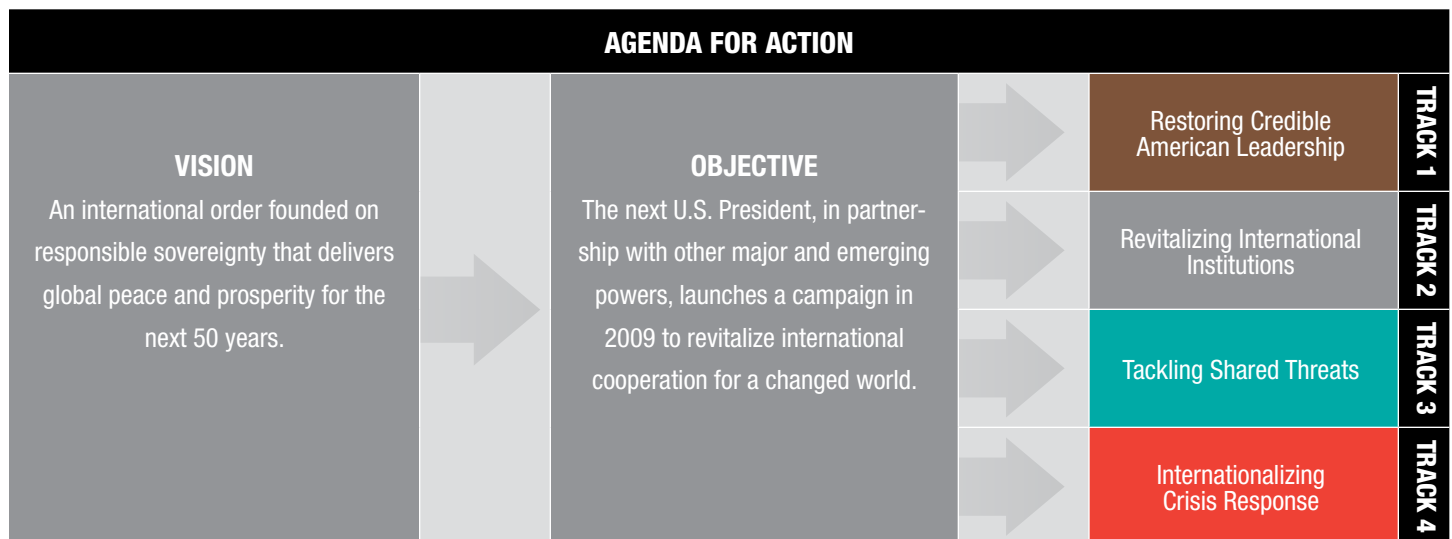 AGENDA FOR ACTION
VISION
An international order founded on
responsible sovereignty that delivers
global peace and prosperity for the
next 50 years.
OBJECTIVE
The next U.S. President, in partner-
ship with other major and emerging
powers, launches a campaign in
2009 to revitalize international
cooperation for a changed world.
Restoring Credible
American Leadership
TRACK 1
Revitalizing International
Institutions
TRACK 2
Tackling Shared Threats
TRACK 3
Internationalizing
Crisis Response
TRACK 4